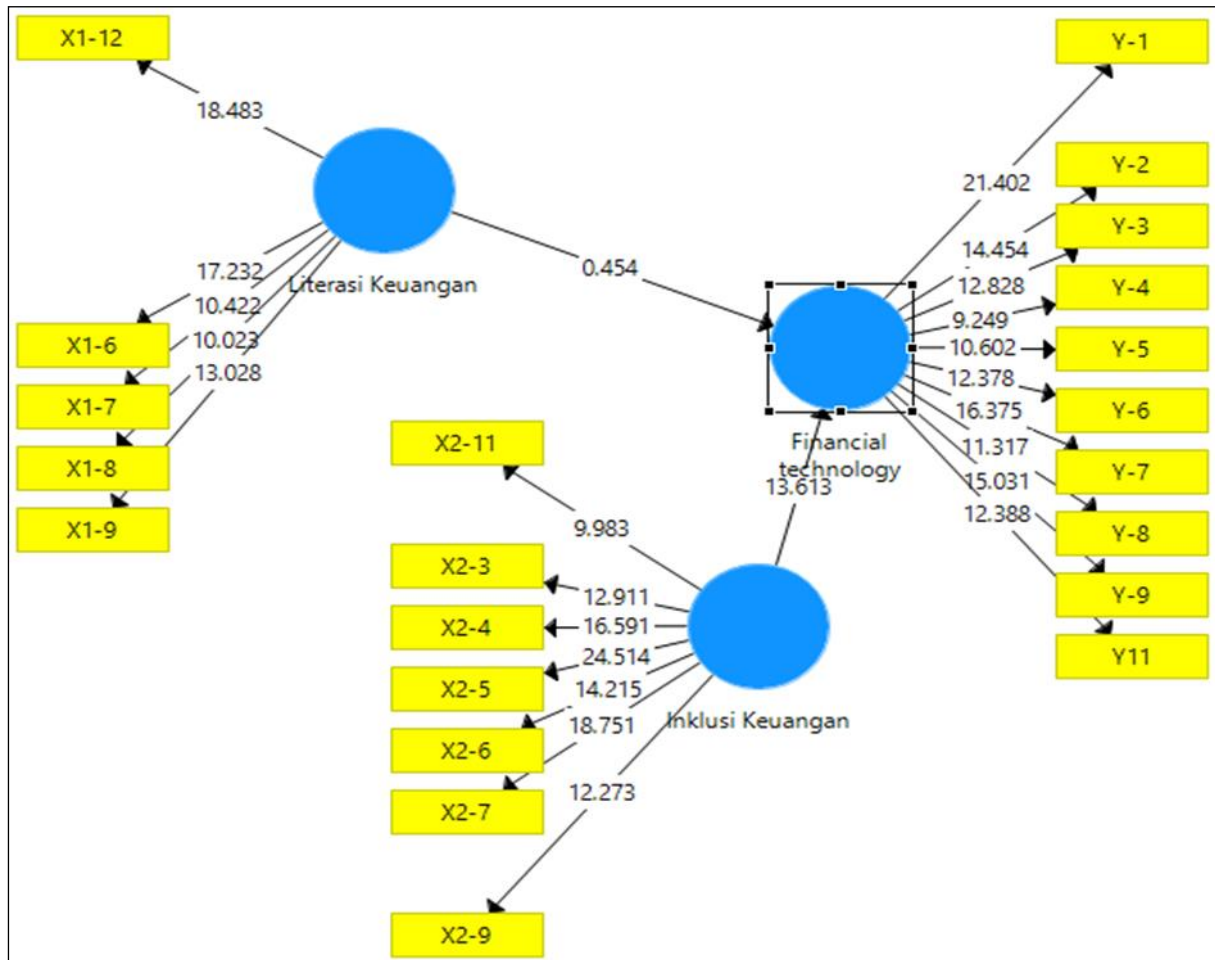 X1-12
18.483
Literasi Keuangan
17.232
10.422
10.023
13.028
X1-6
X1-7
X1-8
X1-9
0.454
Financial
technology
13.613
X2-11
9.983
X2-3
12.911
X2-4
16.591
X2-5
24.514
X2-6
14.215
X2-7
18.751
X2-9
12.273
Inklusi Keuangan
Y-1
21.402
Y-2
14.454
Y-3
12.828
Y-4
9.249
Y-5
10.602
Y-6
12.378
Y-7
16.375
Y-8
11.317
Y-9
15.031
Y11
12.388